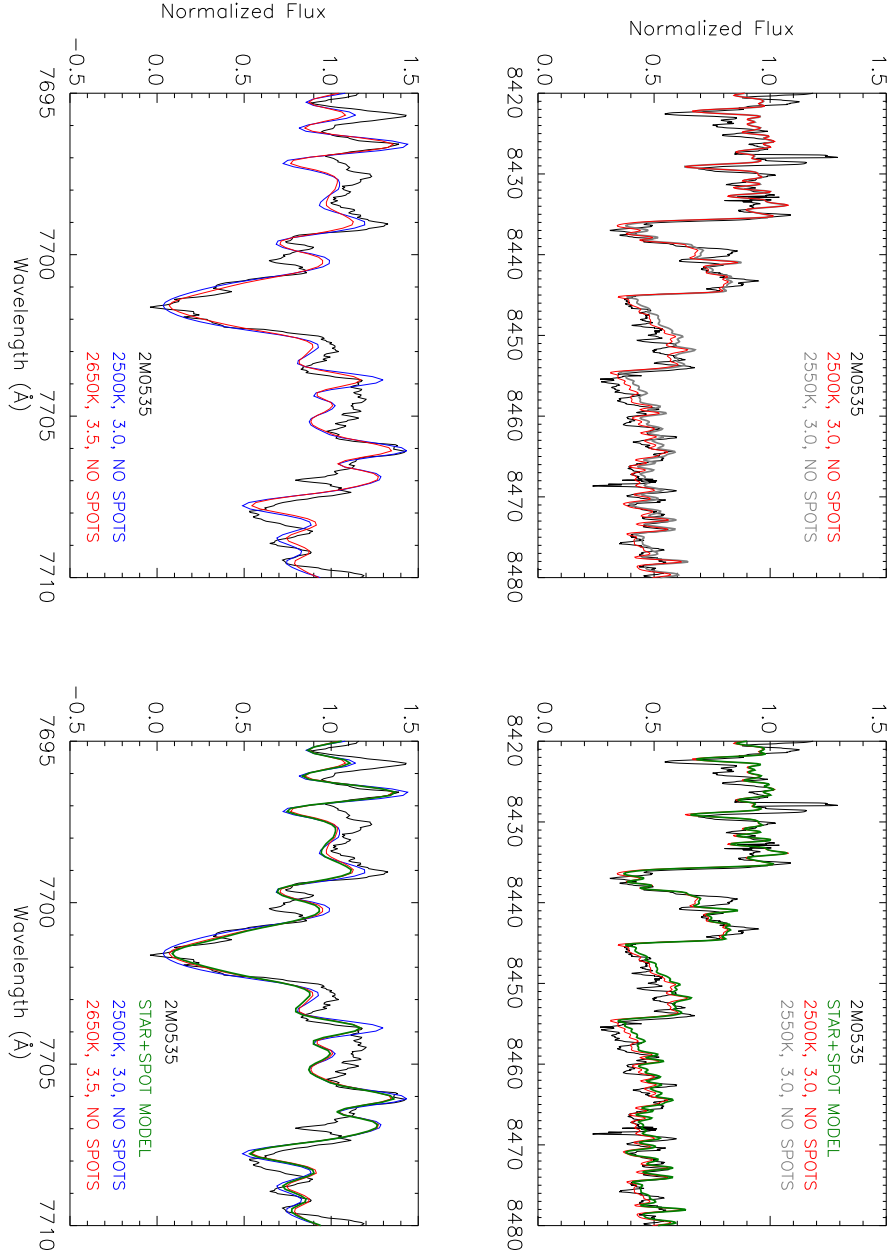 Normalized Flux
1.5
1.0
0.5
0.0
2M0535
2500K, 3.0, NO SPOTS
2550K, 3.0, NO SPOTS
8420 8430 8440 8450 8460 8470 8480
1.5
1.0
0.5
0.0
2M0535
STAR+SPOT MODEL
2500K, 3.0, NO SPOTS
2550K, 3.0, NO SPOTS
8420 8430 8440 8450 8460 8470 8480
Normalized Flux
1.5
1.0
0.5
0.0
-0.5
2M0535
2500K, 3.0, NO SPOTS
2650K, 3.5, NO SPOTS
7695 7700 7705 7710
Wavelength (Å)
1.5
1.0
0.5
0.0
-0.5
2M0535
STAR+SPOT MODEL
2500K, 3.0, NO SPOTS
2650K, 3.5, NO SPOTS
7695 7700 7705 7710
Wavelength (Å)